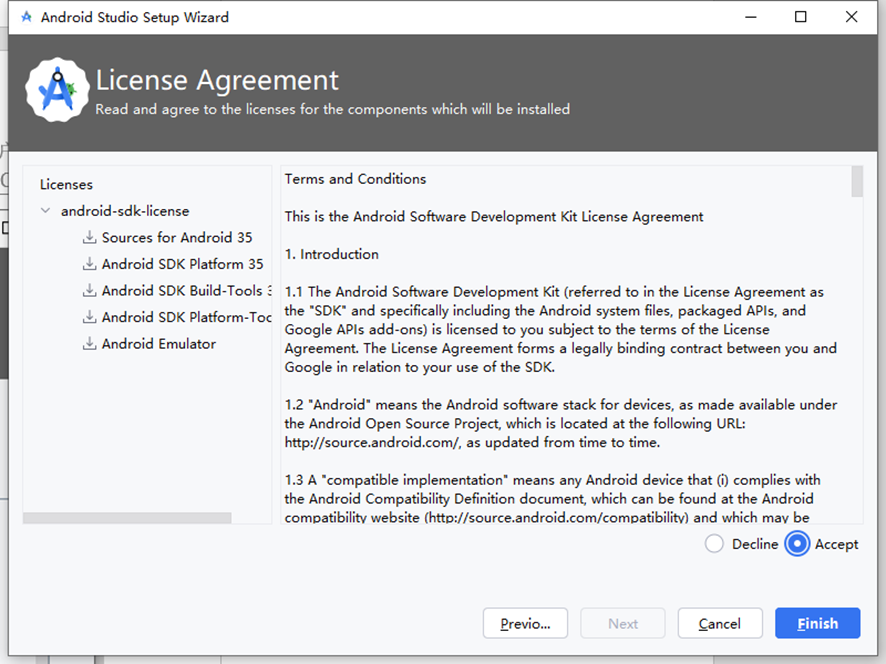 Android Studio Setup Wizard
License Agreement
Read and agree to the licenses for the components which will be installed
Licenses
android-sdk-license
Sources for Android 35
Android SDK Platform 35
Android SDK Build-Tools 3
Android SDK Platform-Toc
Android Emulator
Terms and Conditions
This is the Android Software Development Kit License Agreement
1. Introduction
1.1 The Android Software Development Kit (referred to in the License Agreement as
the "SDK" and specifically including the Android system files, packaged APIs, and
Google APIs add-ons) is licensed to you subject to the terms of the License
Agreement. The License Agreement forms a legally binding contract between you and
Google in relation to your use of the SDK.
1.2 "Android" means the Android software stack for devices, as made available under
the Android Open Source Project, which is located at the following URL:
http://source.android.com/, as updated from time to time.
1.3 A "compatible implementation" means any Android device that (i) complies with
the Android Compatibility Definition document, which can be found at the Android
compatibility website (http://source.android.com/compatibility) and which may be
Decline Accept
Previo... Next Cancel Finish